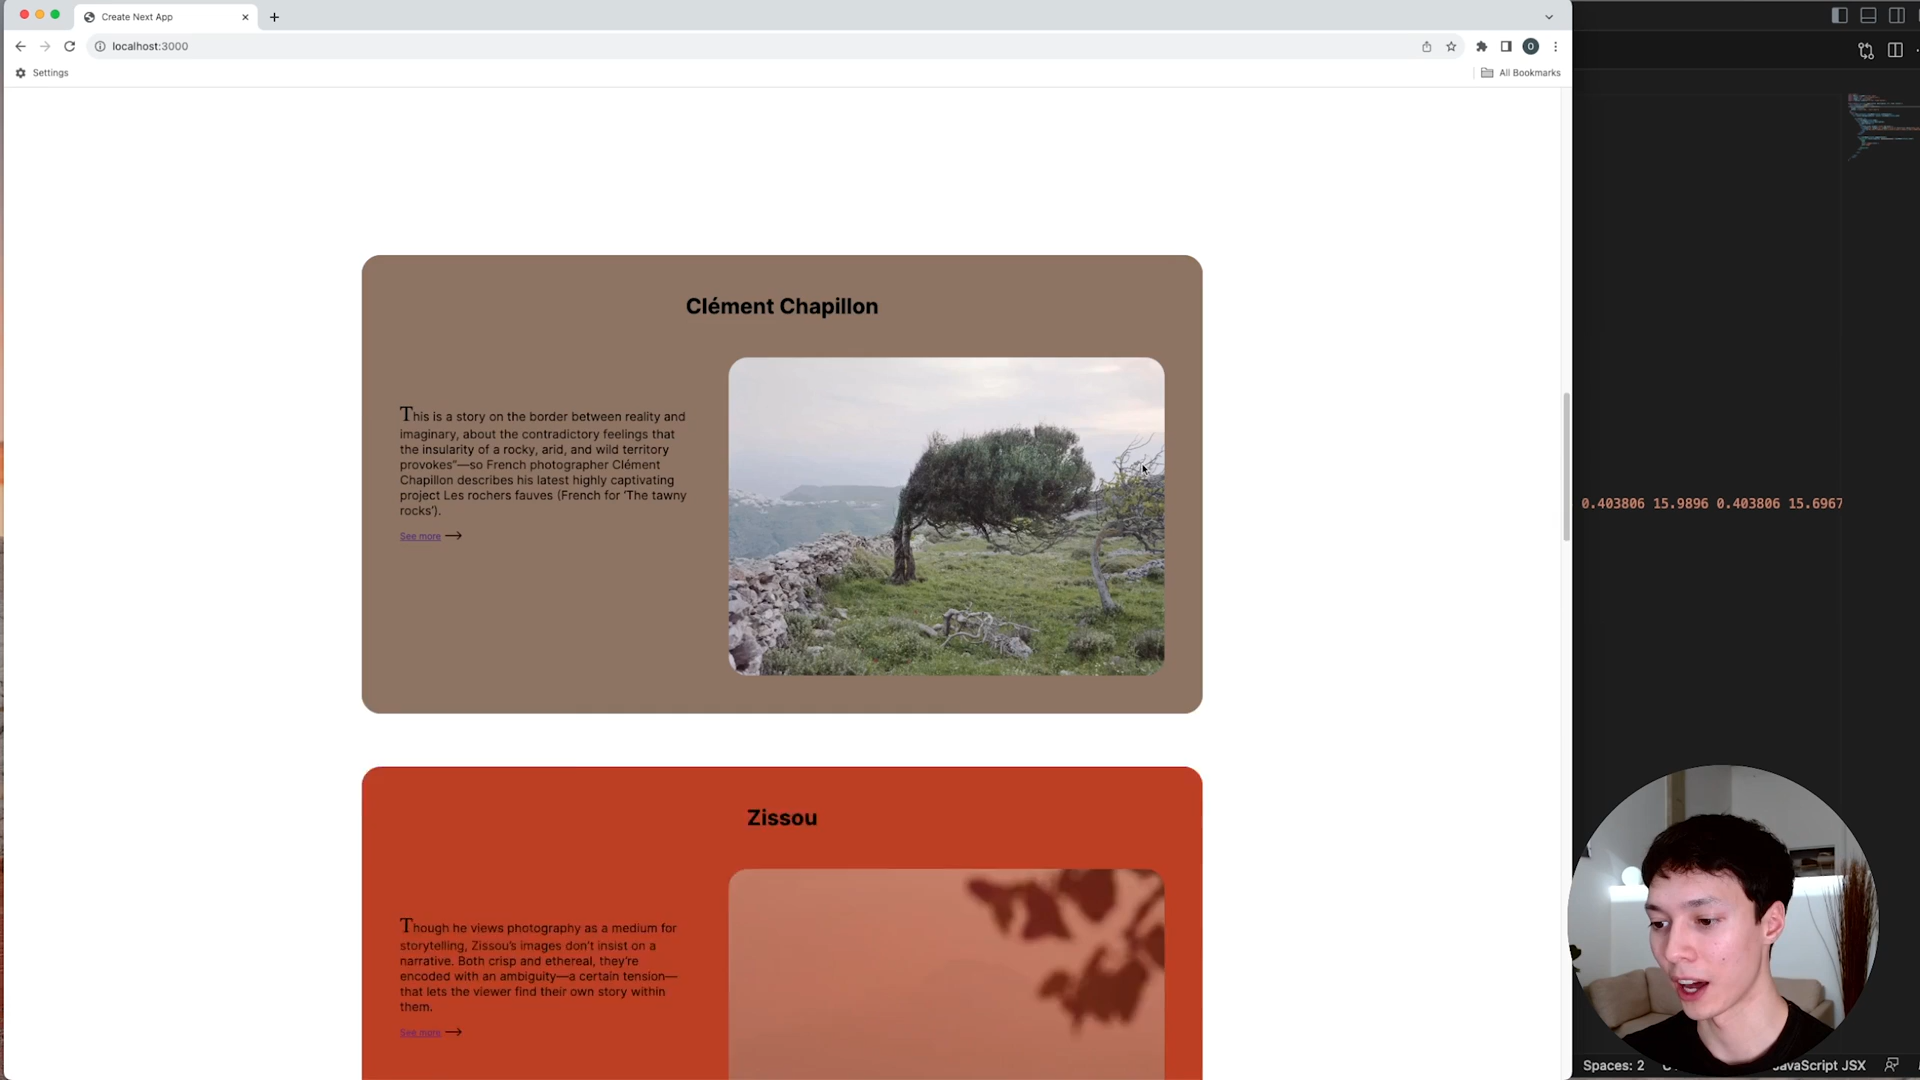 Create Next App
localhost:3000
Settings
All Bookmarks
O
Clément Chapillon
This is a story on the border between reality and
imaginary, about the contradictory feelings that
the insularity of a rocky, arid, and wild territory
provokes”—so French photographer Clément
Chapillon describes his latest highly captivating
project Les rochers fauves (French for ‘The tawny
rocks’).
See more
0.403806 15.9896 0.403806 15.6967
Zissou
Though he views photography as a medium for
storytelling, Zissou’s images don’t insist on a
narrative. Both crisp and ethereal, they’re
encoded with an ambiguity—a certain tension—
that lets the viewer find their own story within
them.
See more
Spaces: 2
JavaScript JSX